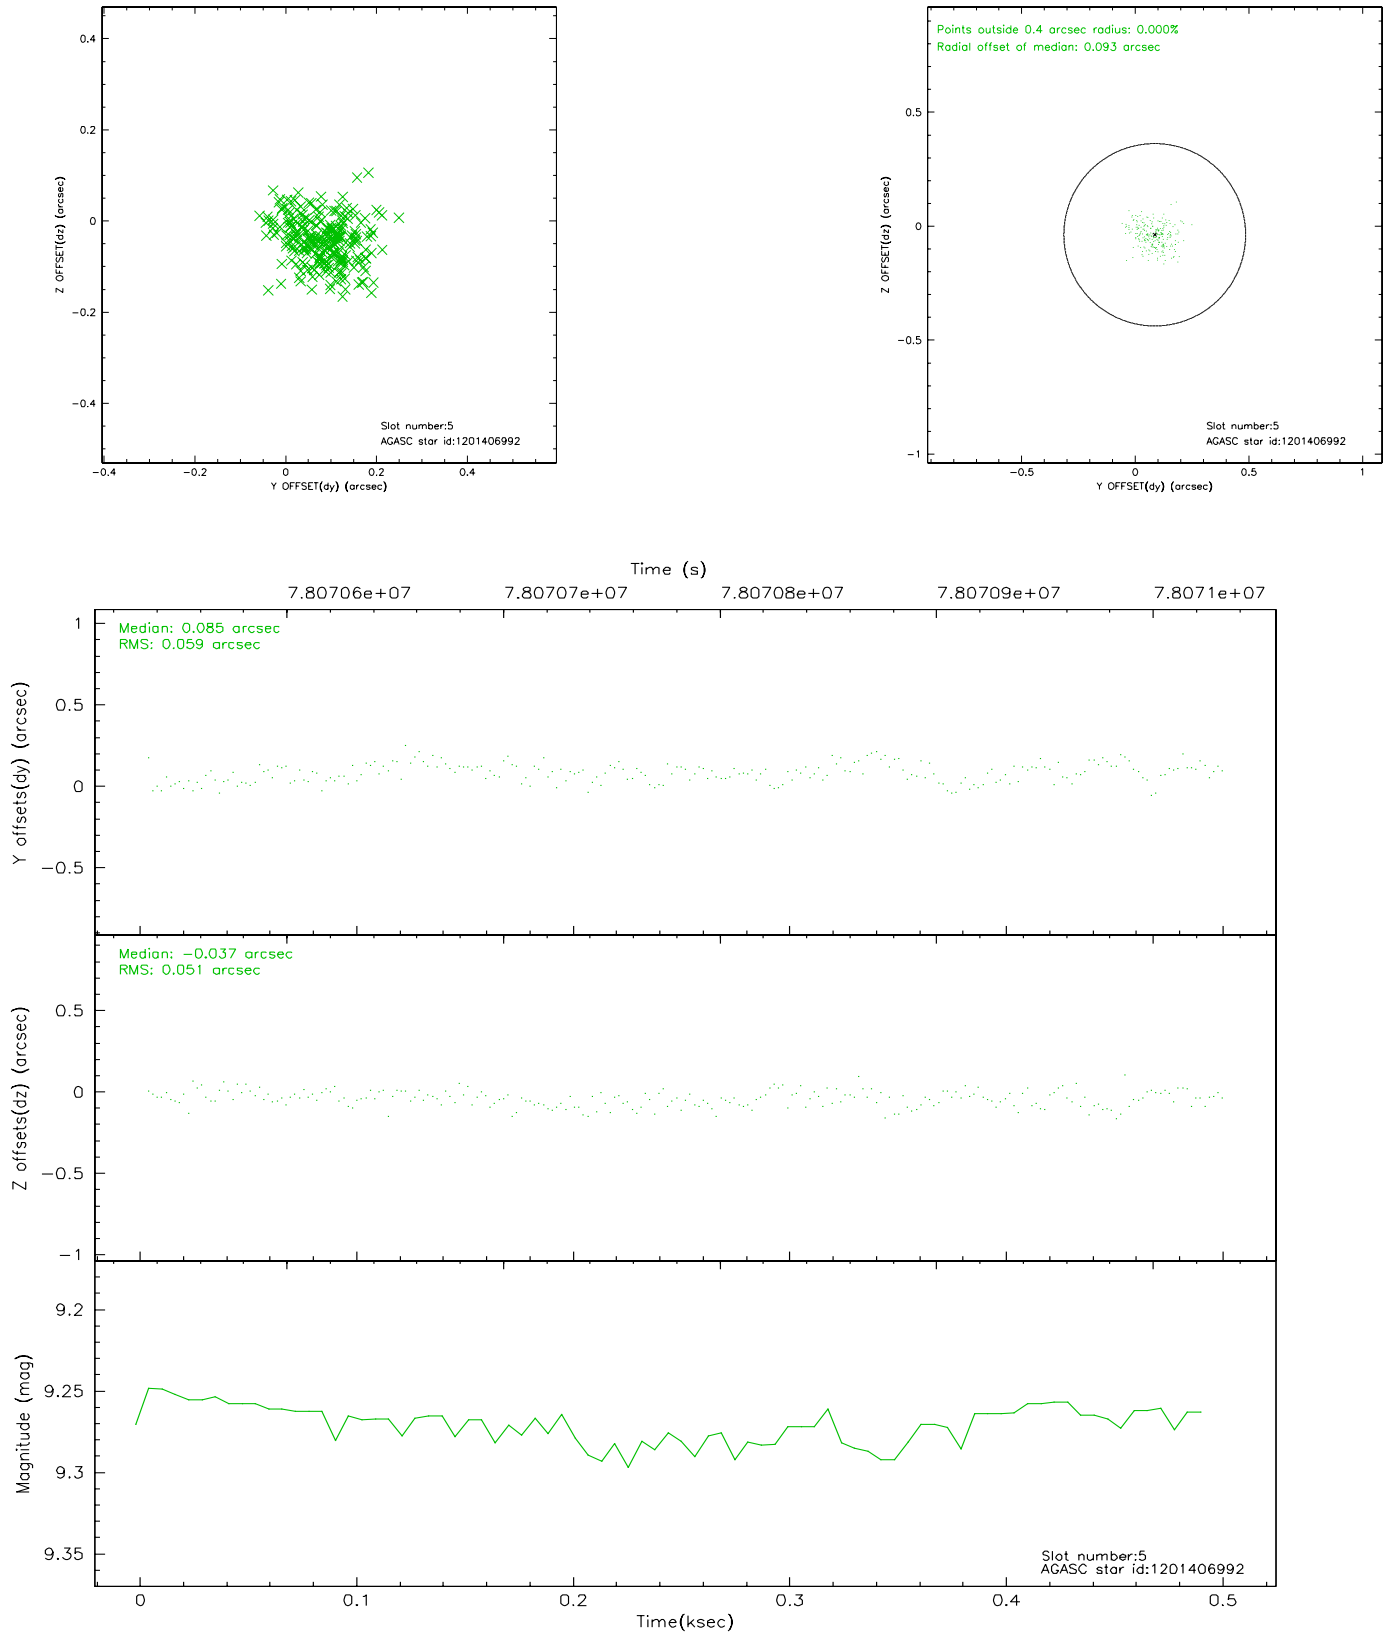 0.4
0.2
0
−0.2
−0.4
Z OFFSET(dz) (arcsec)
Slot number:5
AGASC star id:1201406992
−0.4 −0.2 0 0.2 0.4
Y OFFSET(dy) (arcsec)
Points outside 0.4 arcsec radius: 0.000%
Radial offset of median: 0.093 arcsec
0.5
0
−0.5
−1
Z OFFSET(dz) (arcsec)
Slot number:5
AGASC star id:1201406992
−0.5 0 0.5 1
Y OFFSET(dy) (arcsec)
Time (s)
7.80706e+07 7.80707e+07 7.80708e+07 7.80709e+07 7.8071e+07
Median: 0.085 arcsec
RMS: 0.059 arcsec
1
0.5
0
−0.5
Y offsets(dy) (arcsec)
Median: −0.037 arcsec
RMS: 0.051 arcsec
0.5
0
−0.5
−1
Z offsets(dz) (arcsec)
9.2
9.25
9.3
9.35
Magnitude (mag)
Slot number:5
AGASC star id:1201406992
0 0.1 0.2 0.3 0.4 0.5
Time(ksec)